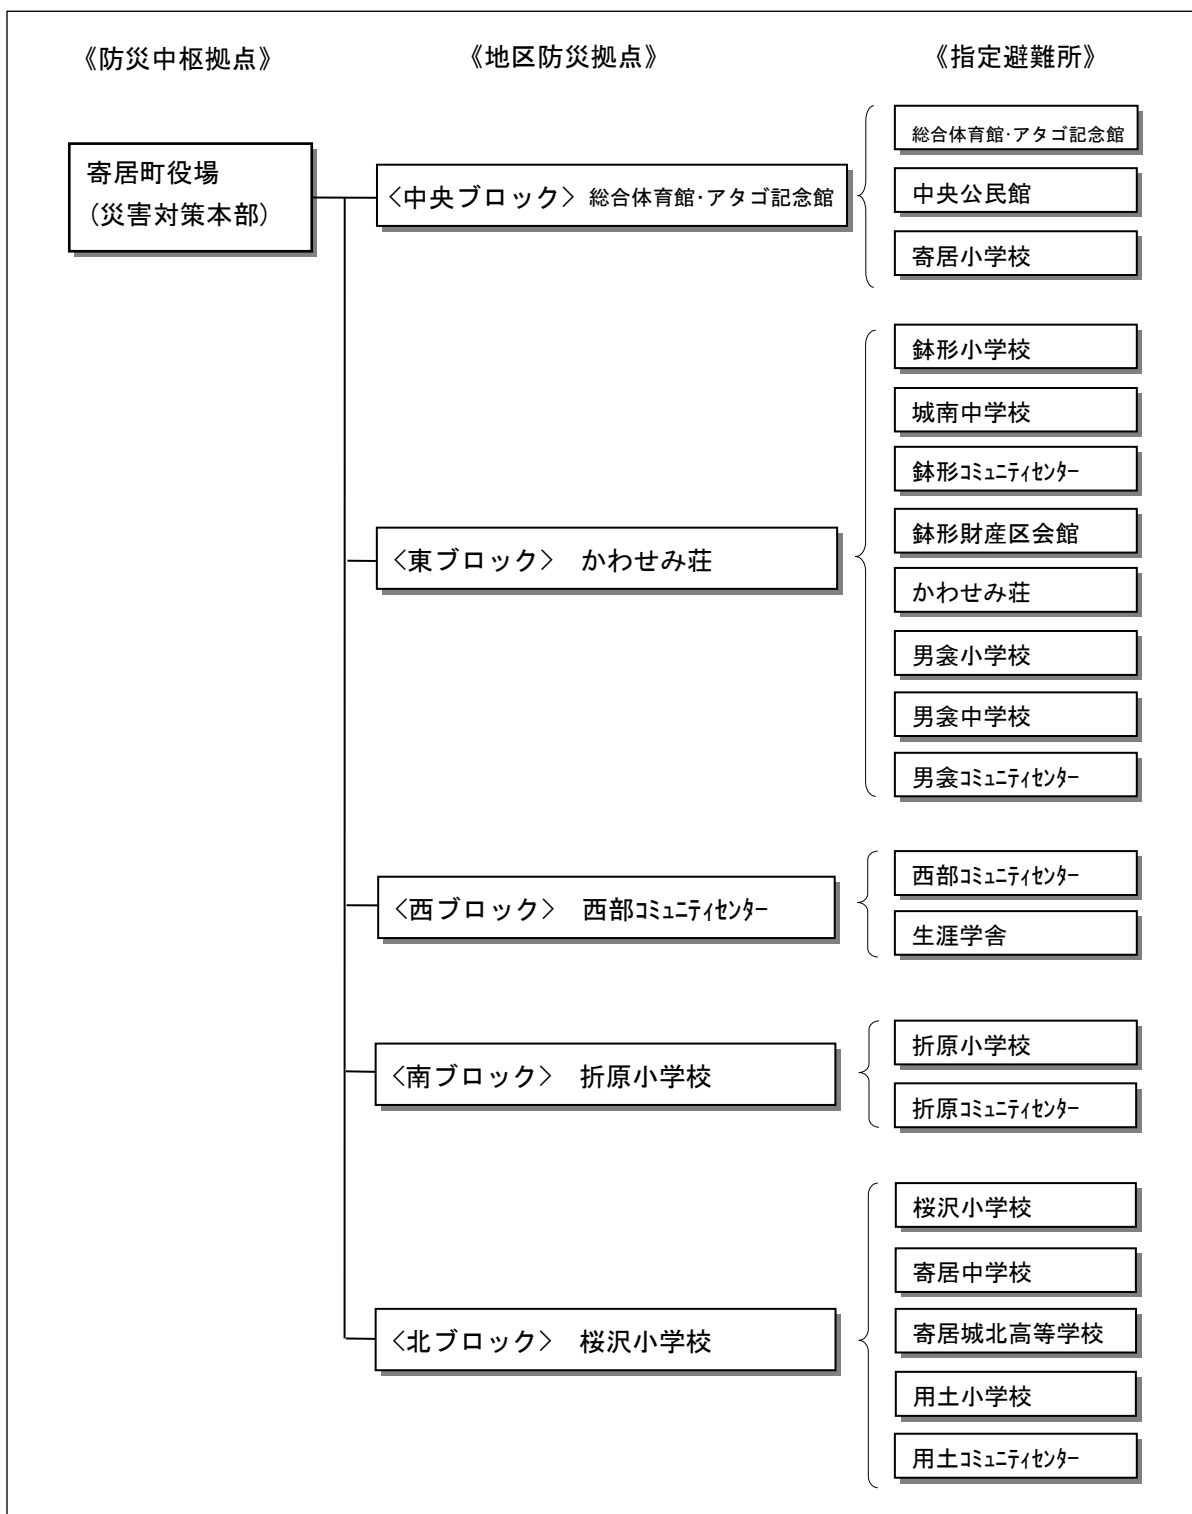 《防災中枢拠点》
《地区防災拠点》
《指定避難所》
寄居町役場
(災害対策本部)
〈中央ブロック〉 総合体育館・アタゴ記念館
総合体育館・アタゴ記念館
中央公民館
寄居小学校
〈東ブロック〉 かわせみ荘
鉢形小学校
城南中学校
鉢形ｺﾐｭﾆﾃｨｾﾝﾀｰ
鉢形財産区会館
かわせみ荘
男衾小学校
男衾中学校
男衾ｺﾐｭﾆﾃｨｾﾝﾀｰ
〈西ブロック〉 西部ｺﾐｭﾆﾃｨｾﾝﾀｰ
西部ｺﾐｭﾆﾃｨｾﾝﾀｰ
生涯学舎
〈南ブロック〉 折原小学校
折原小学校
折原ｺﾐｭﾆﾃｨｾﾝﾀｰ
〈北ブロック〉 桜沢小学校
桜沢小学校
寄居中学校
寄居城北高等学校
用土小学校
用土ｺﾐｭﾆﾃｨｾﾝﾀｰ